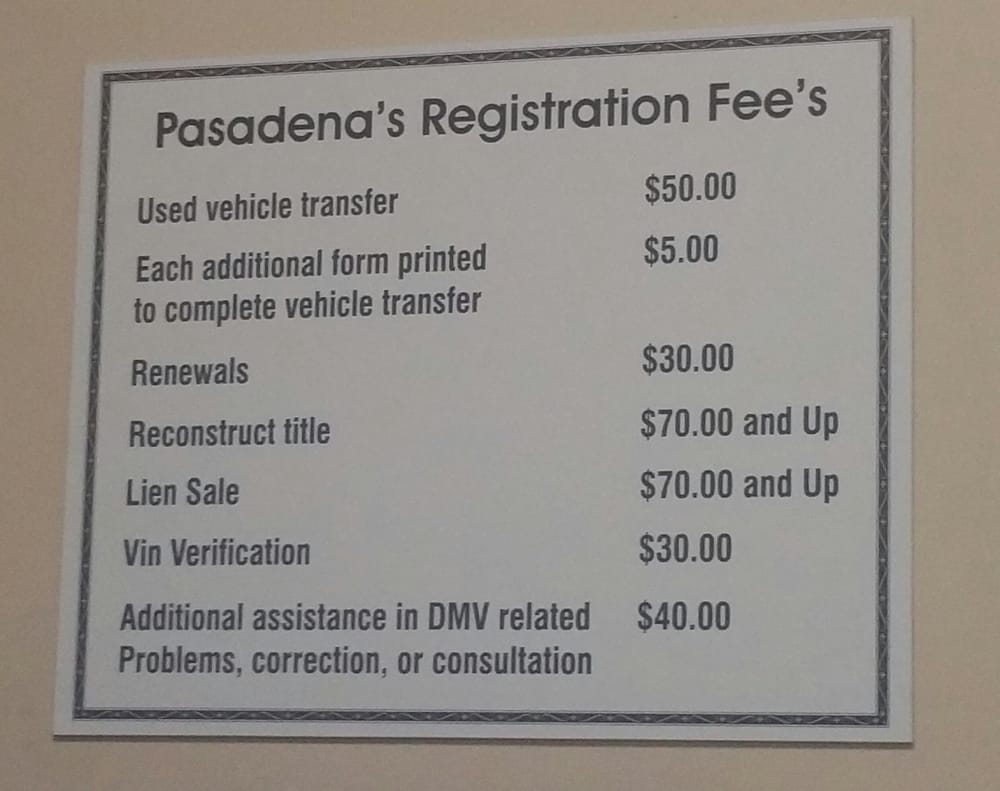 Pasadena's Registration Fee's
Used vehicle transfer $50.00
Each additional form printed $5.00
to complete vehicle transfer
Renewals $30.00
Reconstruct title $70.00 and Up
Lien Sale $70.00 and Up
Vin Verification $30.00
Additional assistance in DMV related $40.00
Problems, correction, or consultation